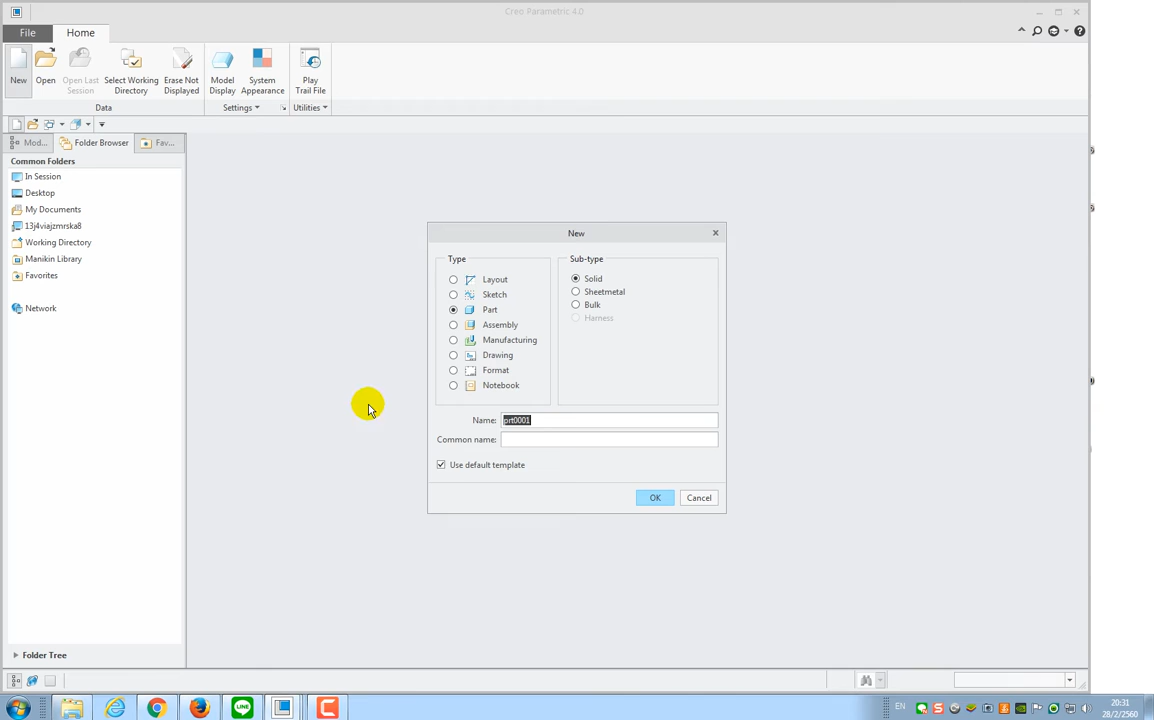 Creo Parametric 4.0
File Home
New Open Open Last Session Select Working Directory Erase Not Displayed Model Display System Appearance Play Trail File
Data Settings Utilities
Mod... Folder Browser Fav...
Common Folders
In Session
Desktop
My Documents
13j4viajzmrska8
Working Directory
Manikin Library
Favorites
Network
New
Type Sub-type
Layout Solid
Sketch Sheetmetal
Part Bulk
Assembly Harness
Manufacturing
Drawing
Format
Notebook
Name: prt0001
Common name:
Use default template
OK Cancel
Folder Tree
EN 20:31
28/2/2560
LINE